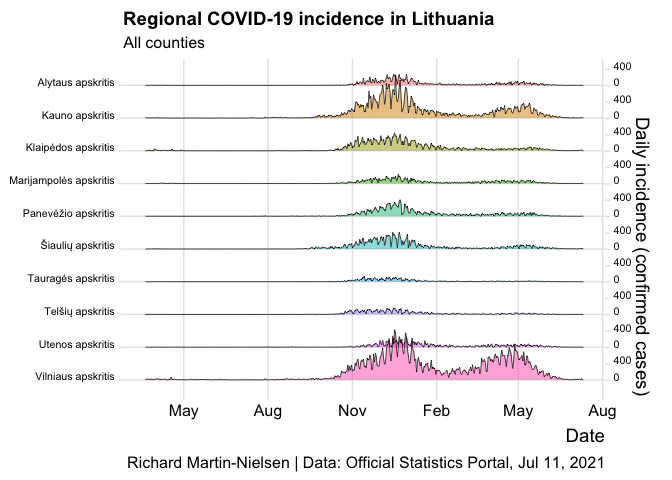 Regional COVID-19 incidence in Lithuania
All counties
Alytaus apskritis
400
0
Kauno apskritis
400
0
Klaipėdos apskritis
400
0
Marijampolės apskritis
400
0
Panevėžio apskritis
400
0
Šiaulių apskritis
400
0
Tauragės apskritis
400
0
Telšių apskritis
400
0
Utenos apskritis
400
0
Vilniaus apskritis
400
0
Daily incidence (confirmed cases)
May Aug Nov Feb May Aug
Date
Richard Martin-Nielsen | Data: Official Statistics Portal, Jul 11, 2021